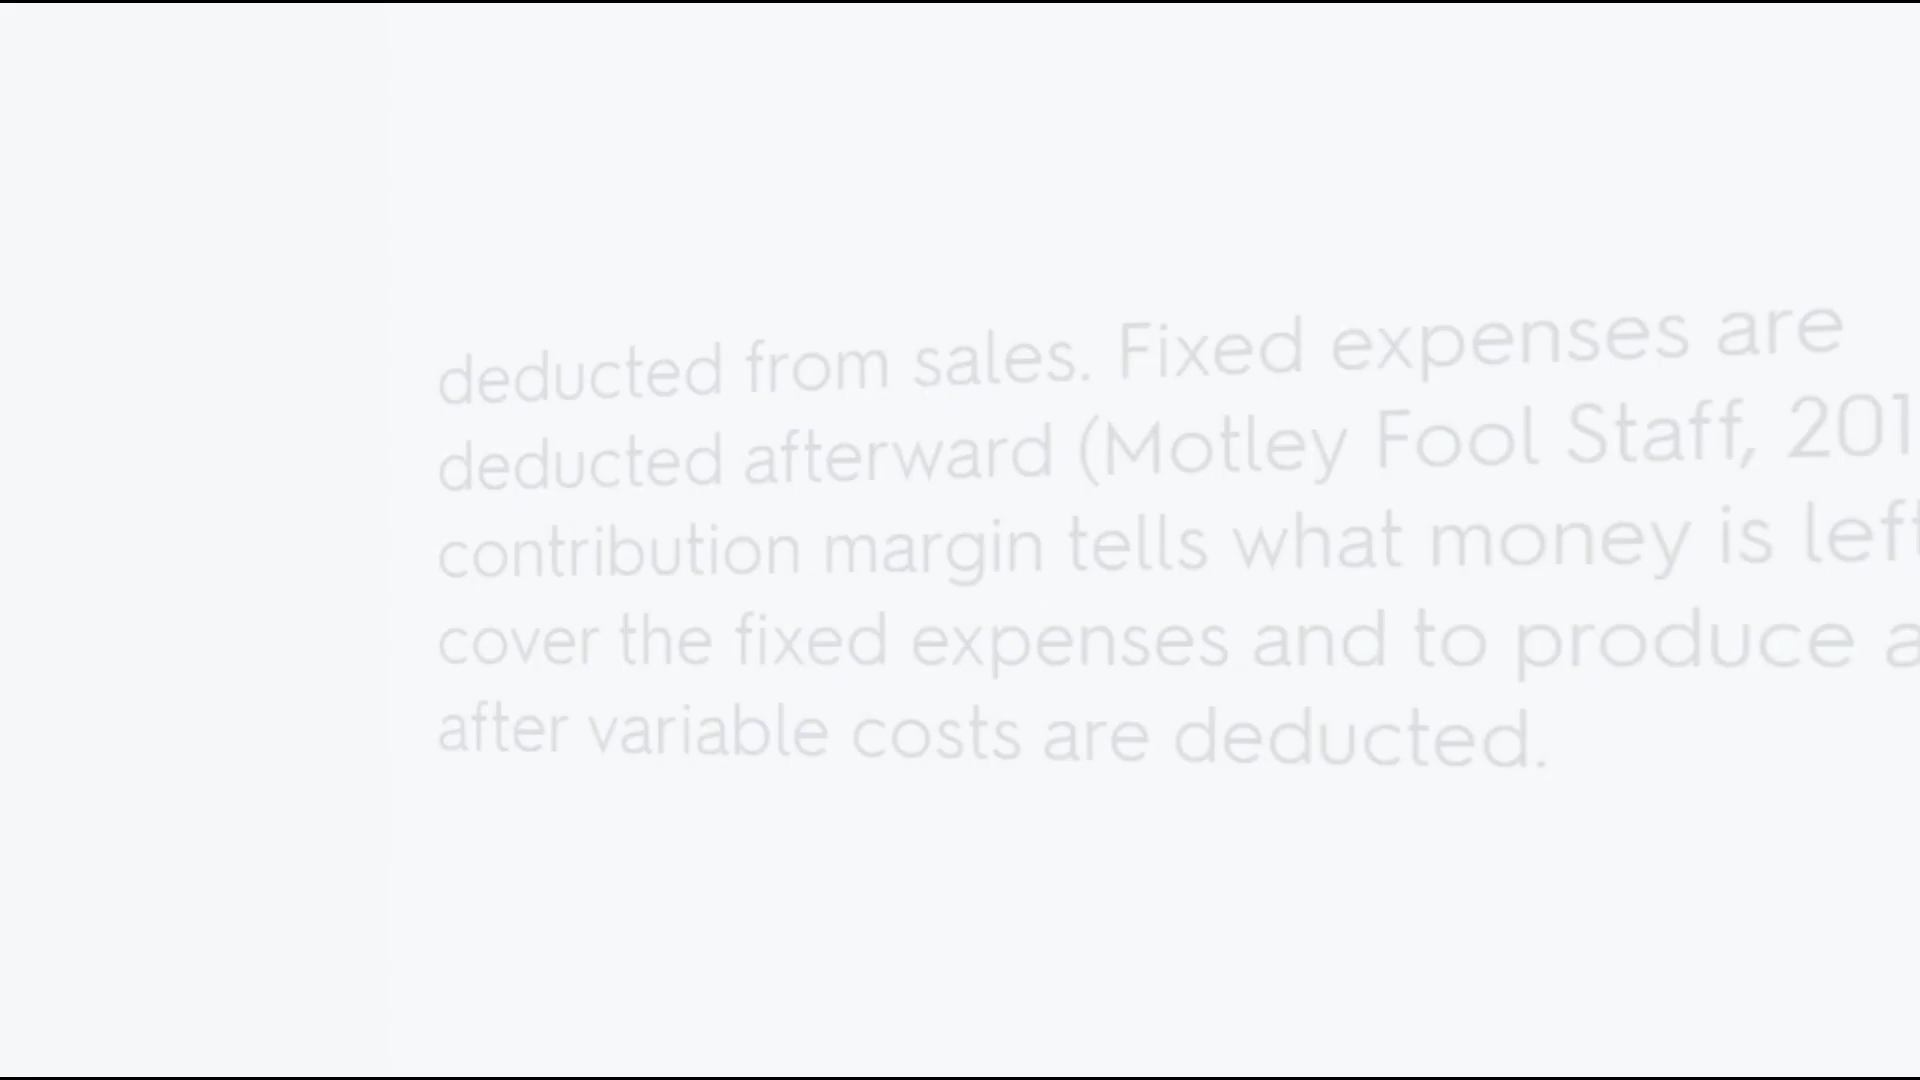 deducted from sales. Fixed expenses are
deducted afterward (Motley Fool Staff, 201
contribution margin tells what money is left
cover the fixed expenses and to produce a
after variable costs are deducted.